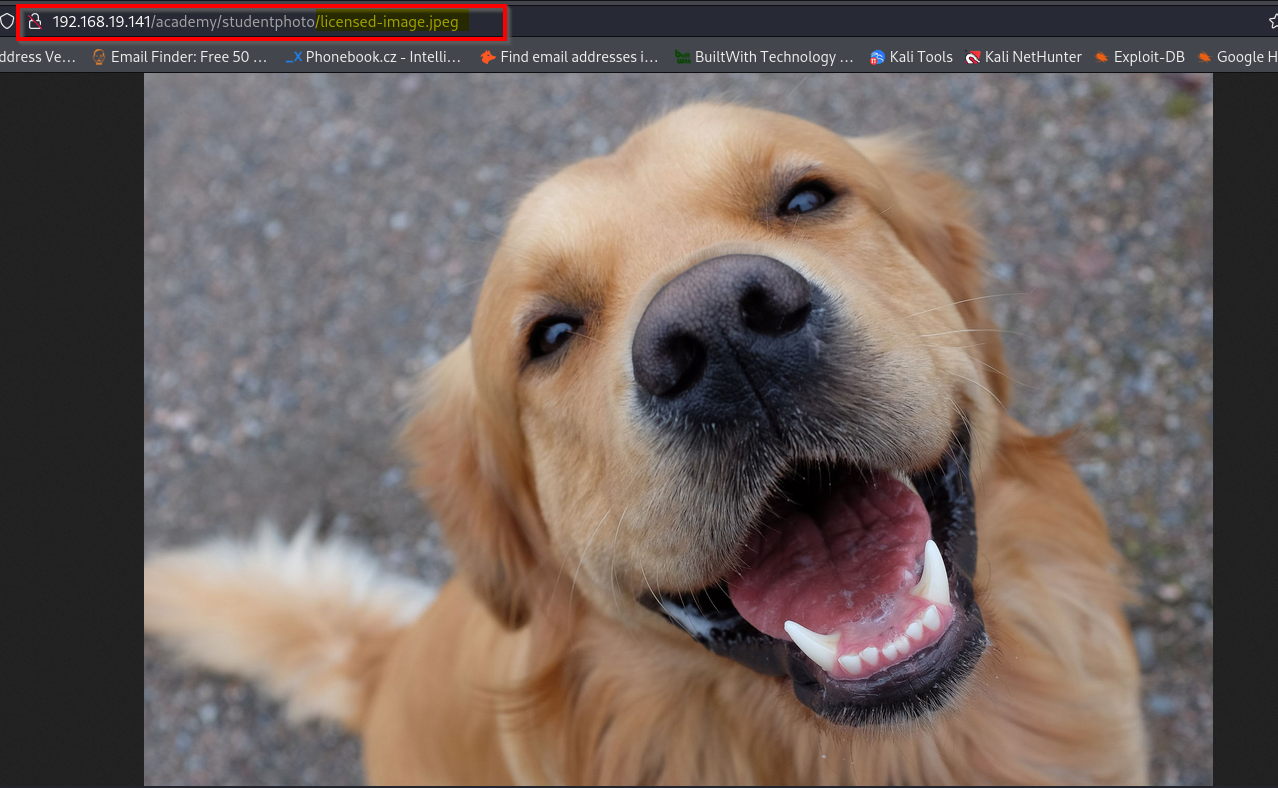 192.168.19.141/academy/studentphoto/licensed-image.jpeg
ddress Ve… Email Finder: Free 50 … Phonebook.cz - Intelli… Find email addresses i… BuiltWith Technology … Kali Tools Kali NetHunter Exploit-DB Google H